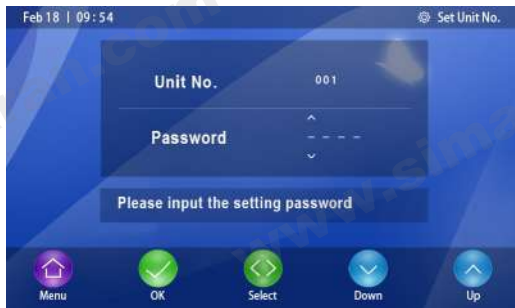 Feb 18 | 09:54 Set Unit No.
Unit No. 001
Password - - - -
Please input the setting password
Menu OK Select Down Up